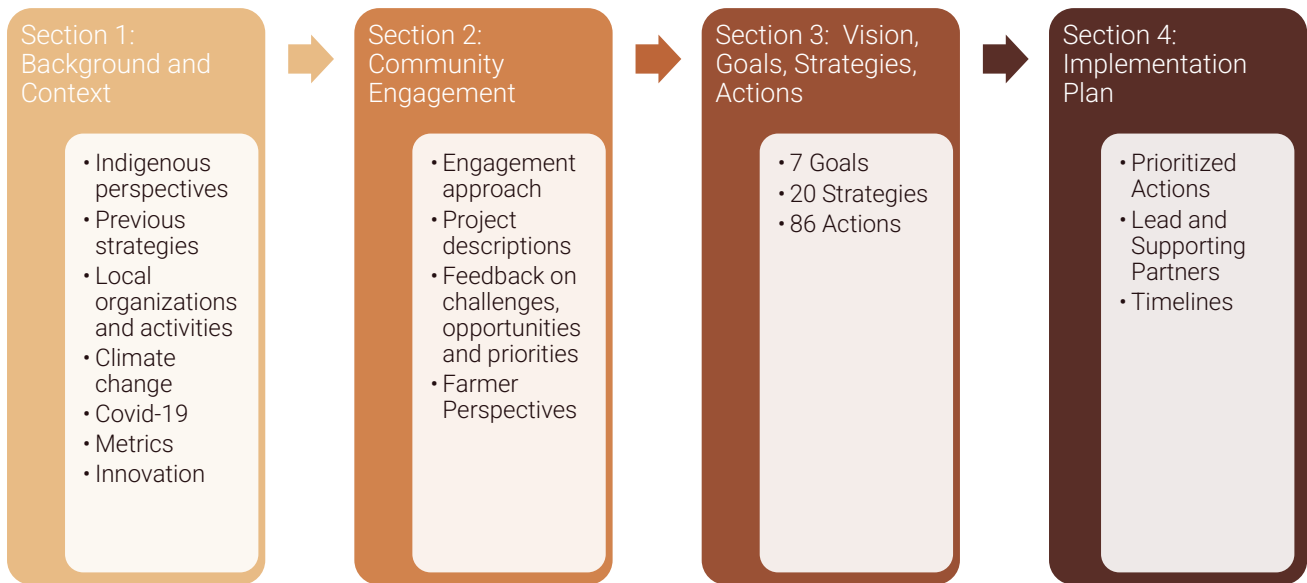 Section 1:
Background and
Context
• Indigenous
perspectives
• Previous
strategies
• Local
organizations
and activities
• Climate
change
• Covid-19
• Metrics
• Innovation
Section 2:
Community
Engagement
• Engagement
approach
• Project
descriptions
• Feedback on
challenges,
opportunities
and priorities
• Farmer
Perspectives
Section 3:  Vision,
Goals, Strategies,
Actions
• 7 Goals
• 20 Strategies
• 86 Actions
Section 4:
Implementation
Plan
• Prioritized
Actions
• Lead and
Supporting
Partners
• Timelines